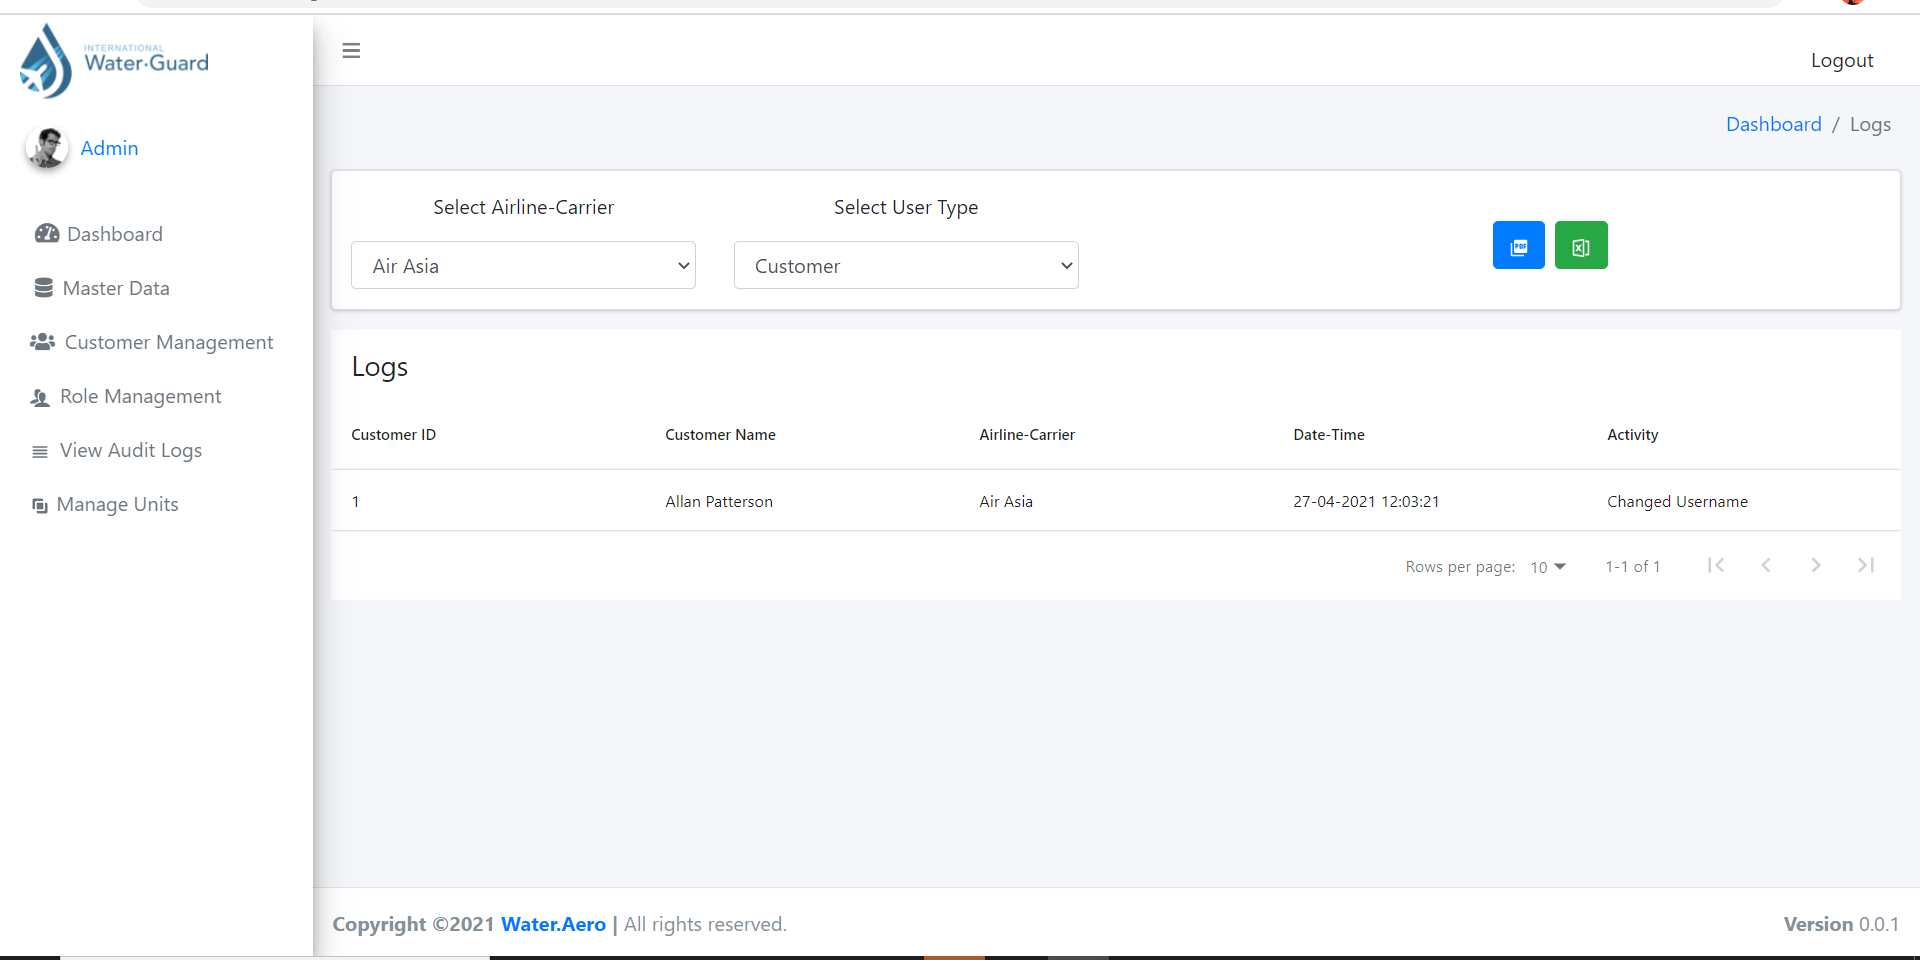 INTERNATIONAL
Water·Guard
Admin
Dashboard
Master Data
Customer Management
Role Management
View Audit Logs
Manage Units
Logout
Dashboard / Logs
Select Airline-Carrier Select User Type
Air Asia Customer
PDF X
Logs
Customer ID Customer Name Airline-Carrier Date-Time Activity
1 Allan Patterson Air Asia 27-04-2021 12:03:21 Changed Username
Rows per page: 10 1-1 of 1
Copyright ©2021 Water.Aero | All rights reserved. Version 0.0.1